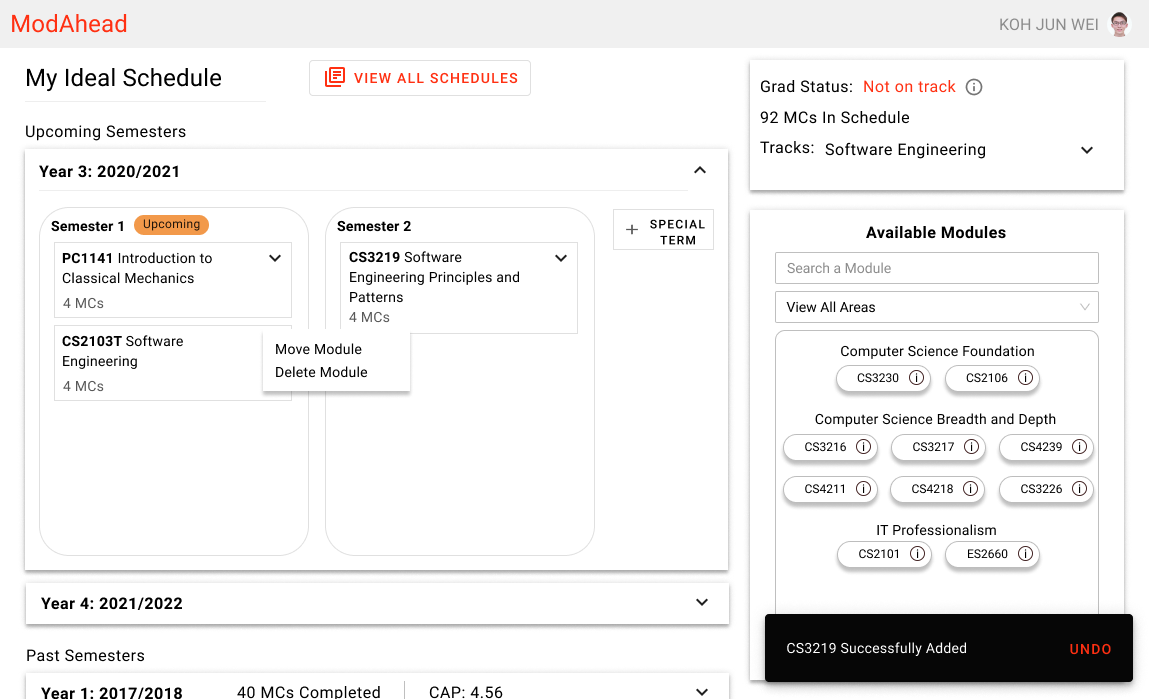 ModAhead
KOH JUN WEI
My Ideal Schedule
VIEW ALL SCHEDULES
Upcoming Semesters
Year 3: 2020/2021
Semester 1
Upcoming
PC1141 Introduction to
Classical Mechanics
4 MCs
CS2103T Software
Engineering
4 MCs
Move Module
Delete Module
Semester 2
CS3219 Software
Engineering Principles and
Patterns
4 MCs
+ SPECIAL
TERM
Year 4: 2021/2022
Past Semesters
Year 1: 2017/2018
40 MCs Completed
CAP: 4.56
Grad Status: Not on track
92 MCs In Schedule
Tracks: Software Engineering
Available Modules
Search a Module
View All Areas
Computer Science Foundation
CS3230
CS2106
Computer Science Breadth and Depth
CS3216
CS3217
CS4239
CS4211
CS4218
CS3226
IT Professionalism
CS2101
ES2660
CS3219 Successfully Added
UNDO